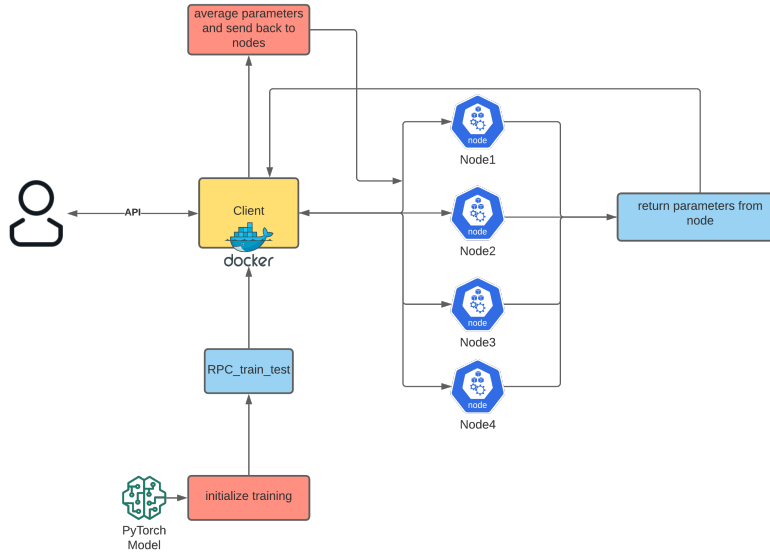 average parameters
and send back to
nodes
node
Node1
API
Client
docker
node
Node2
return parameters from
node
node
Node3
RPC_train_test
node
Node4
initialize training
PyTorch
Model